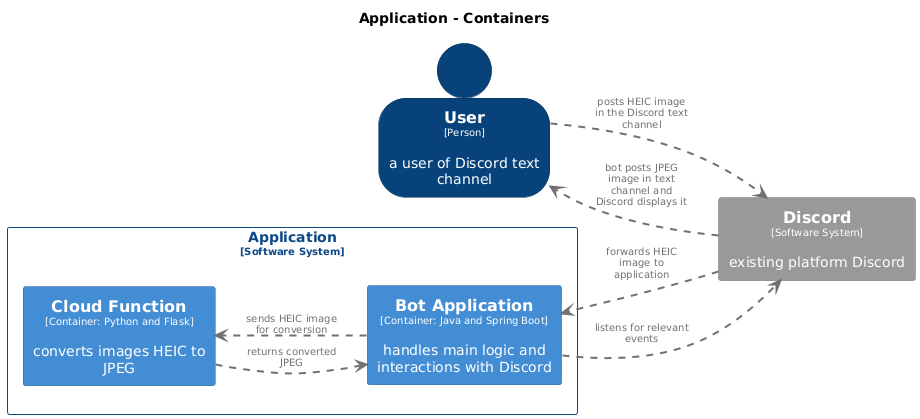 Application - Containers
User
[Person]
a user of Discord text
channel
posts HEIC image
in the Discord text
channel
bot posts JPEG
image in text
channel and
Discord displays it
Discord
[Software System]
existing platform Discord
forwards HEIC
image to
application
listens for relevant
events
Application
[Software System]
Cloud Function
[Container: Python and Flask]
converts images HEIC to
JPEG
sends HEIC image
for conversion
returns converted
JPEG
Bot Application
[Container: Java and Spring Boot]
handles main logic and
interactions with Discord